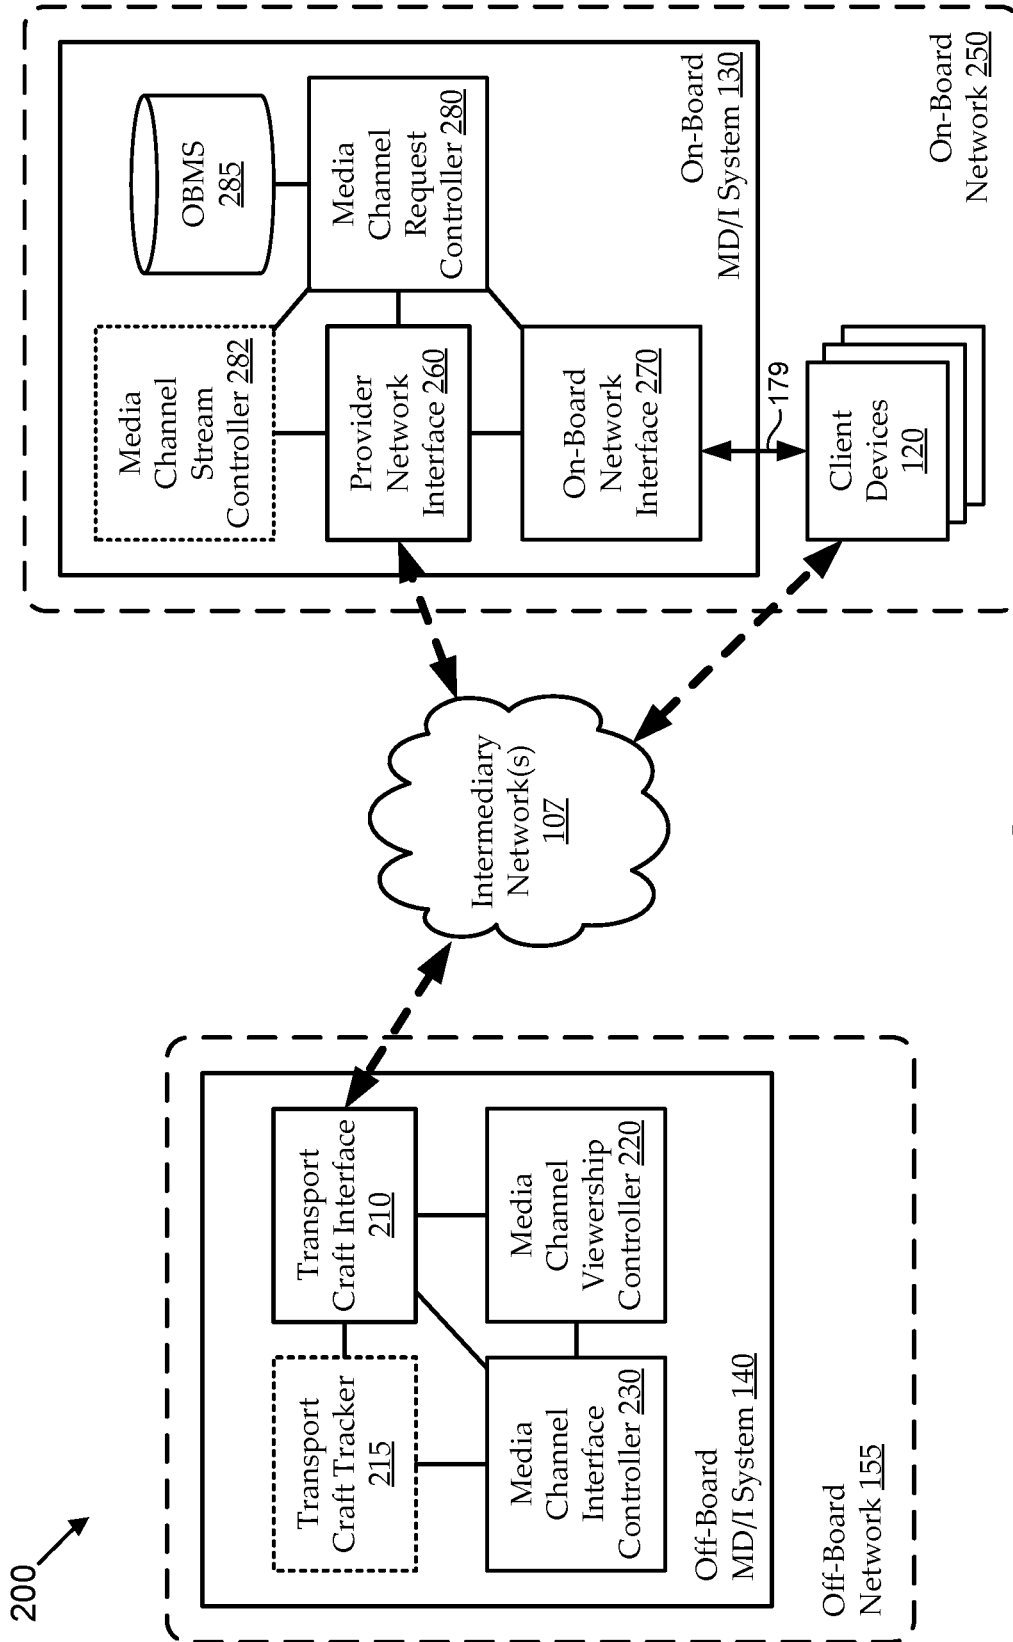 200
Transport
Craft Tracker
215
Transport
Craft Interface
210
Media
Channel
Interface
Controller 230
Media
Channel
Viewership
Controller 220
Off-Board
MD/I System 140
Off-Board
Network 155
Intermediary
Network(s)
107
Media
Channel
Stream
Controller 282
OBMS
285
Provider
Network
Interface 260
Media
Channel
Request
Controller 280
On-Board
Network
Interface 270
On-Board
MD/I System 130
179
Client
Devices
120
On-Board
Network 250